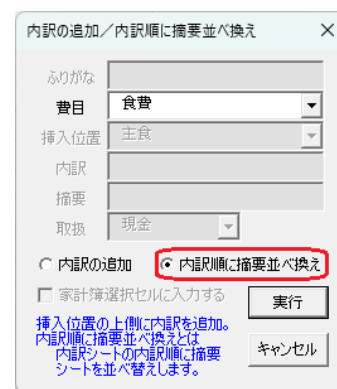 内訳の追加／内訳順に摘要並べ換え
ふりがな
費目 食費
挿入位置 主食
内訳
摘要
取扱 現金
内訳の追加 内訳順に摘要並べ換え
家計簿選択セルに入力する
実行
挿入位置の上側に内訳を追加。
内訳順に摘要並べ換えとは
内訳シートの内訳順に摘要
シートを並べ替えします。
キャンセル